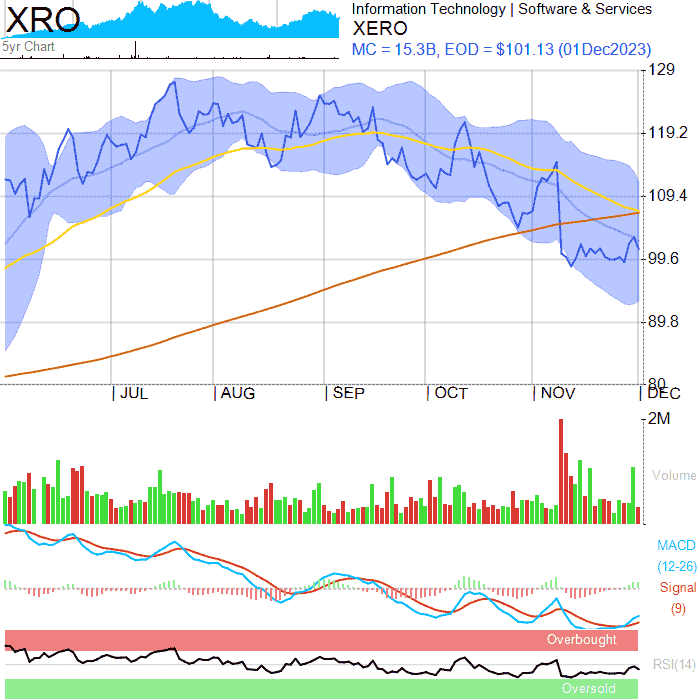 XRO
5yr Chart
Information Technology | Software & Services
XERO
MC = 15.3B, EOD = $101.13 (01Dec2023)
129
119.2
109.4
99.6
89.8
80
JUL AUG SEP OCT NOV DEC
2M
Volume
MACD
(12-26)
Signal
(9)
Overbought
RSI(14)
Oversold